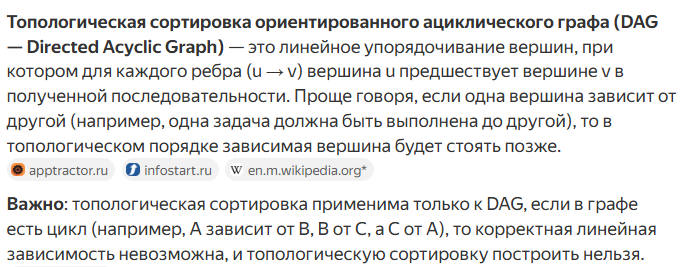 Топологическая сортировка ориентированного ациклического графа (DAG
— Directed Acyclic Graph) — это линейное упорядочивание вершин, при
котором для каждого ребра (u → v) вершина u предшествует вершине v в
полученной последовательности. Проще говоря, если одна вершина зависит от
другой (например, одна задача должна быть выполнена до другой), то в
топологическом порядке зависимая вершина будет стоять позже.
apptractor.ru infostart.ru W en.m.wikipedia.org*
Важно: топологическая сортировка применима только к DAG, если в графе
есть цикл (например, A зависит от B, B от C, а C от A), то корректная линейная
зависимость невозможна, и топологическую сортировку построить нельзя.